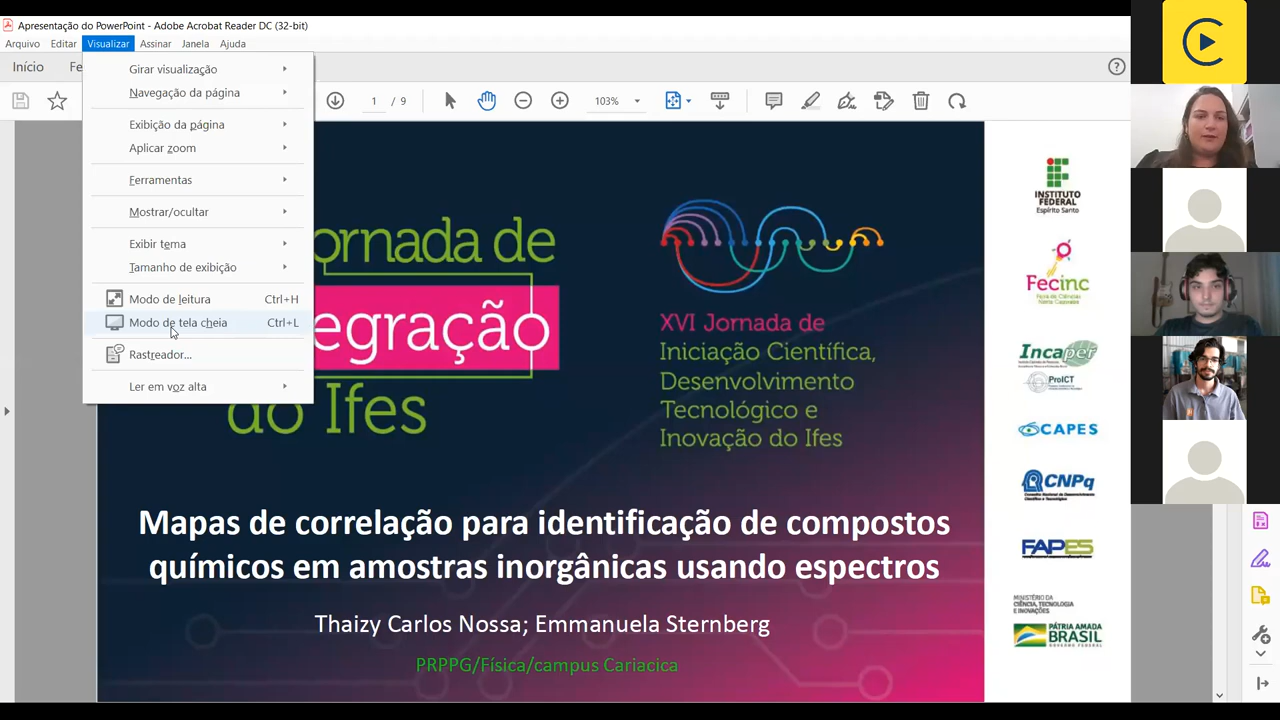 Apresentação do PowerPoint - Adobe Acrobat Reader DC (32-bit)
Arquivo Editar Visualizar Assinar Janela Ajuda
Início Fe
1 / 9 103%
Girar visualização
Navegação da página
Exibição da página
Aplicar zoom
Ferramentas
Mostrar/ocultar
Exibir tema
Tamanho de exibição
Modo de leitura Ctrl+H
Modo de tela cheia Ctrl+L
Rastreador...
Ler em voz alta
ornada de
egração
do Ifes
XVI Jornada de
Iniciação Científica,
Desenvolvimento
Tecnológico e
Inovação do Ifes
Mapas de correlação para identificação de compostos
químicos em amostras inorgânicas usando espectros
Thaizy Carlos Nossa; Emmanuela Sternberg
PRPPG/Física/campus Cariacica
INSTITUTO
FEDERAL
Espírito Santo
Fecinc
Incaper
ProICT
CAPES
CNPq
FAPES
MINISTÉRIO DA
CIÊNCIA, TECNOLOGIA
E INOVAÇÕES
PÁTRIA AMADA
BRASIL
GOVERNO FEDERAL